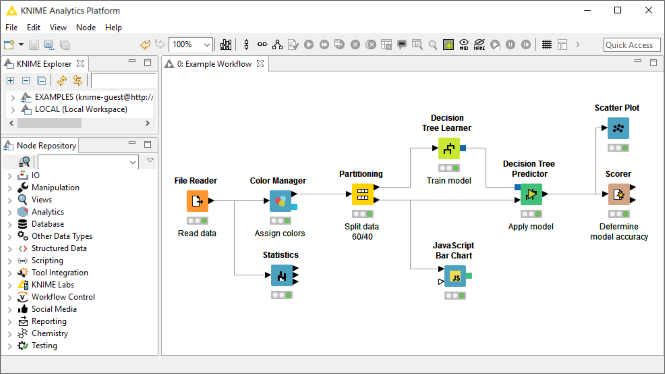 KNIME Analytics Platform
File Edit View Node Help
100%
Quick Access
KNIME Explorer
0: Example Workflow
EXAMPLES (knime-guest@http://
LOCAL (Local Workspace)
Node Repository
IO
Manipulation
Views
Analytics
Database
Other Data Types
Structured Data
Scripting
Tool Integration
KNIME Labs
Workflow Control
Social Media
Reporting
Chemistry
Testing
File Reader
Read data
Color Manager
Assign colors
Statistics
Partitioning
Split data
60/40
Decision
Tree Learner
Train model
JavaScript
Bar Chart
JS
Decision Tree
Predictor
Apply model
Scatter Plot
Scorer
Determine
model accuracy